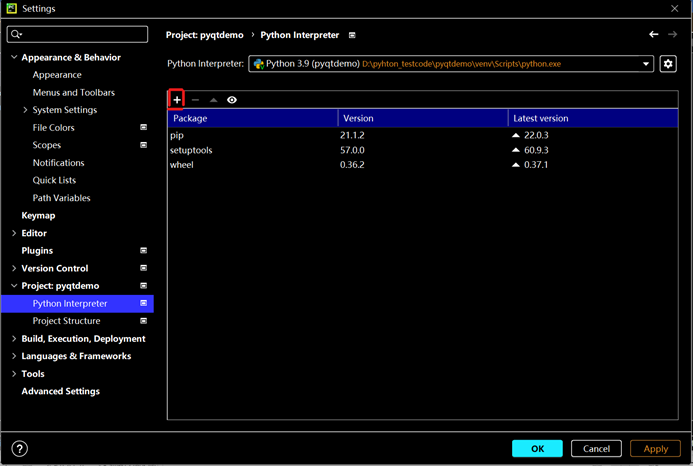 Settings
Appearance & Behavior
Appearance
Menus and Toolbars
System Settings
File Colors
Scopes
Notifications
Quick Lists
Path Variables
Keymap
Editor
Plugins
Version Control
Project: pyqtdemo
Python Interpreter
Project Structure
Build, Execution, Deployment
Languages & Frameworks
Tools
Advanced Settings
Project: pyqtdemo › Python Interpreter
Python Interpreter: Python 3.9 (pyqtdemo) D:\pyhton_testcode\pyqtdemo\venv\Scripts\python.exe
Package Version Latest version
pip 21.1.2 22.0.3
setuptools 57.0.0 60.9.3
wheel 0.36.2 0.37.1
? OK Cancel Apply